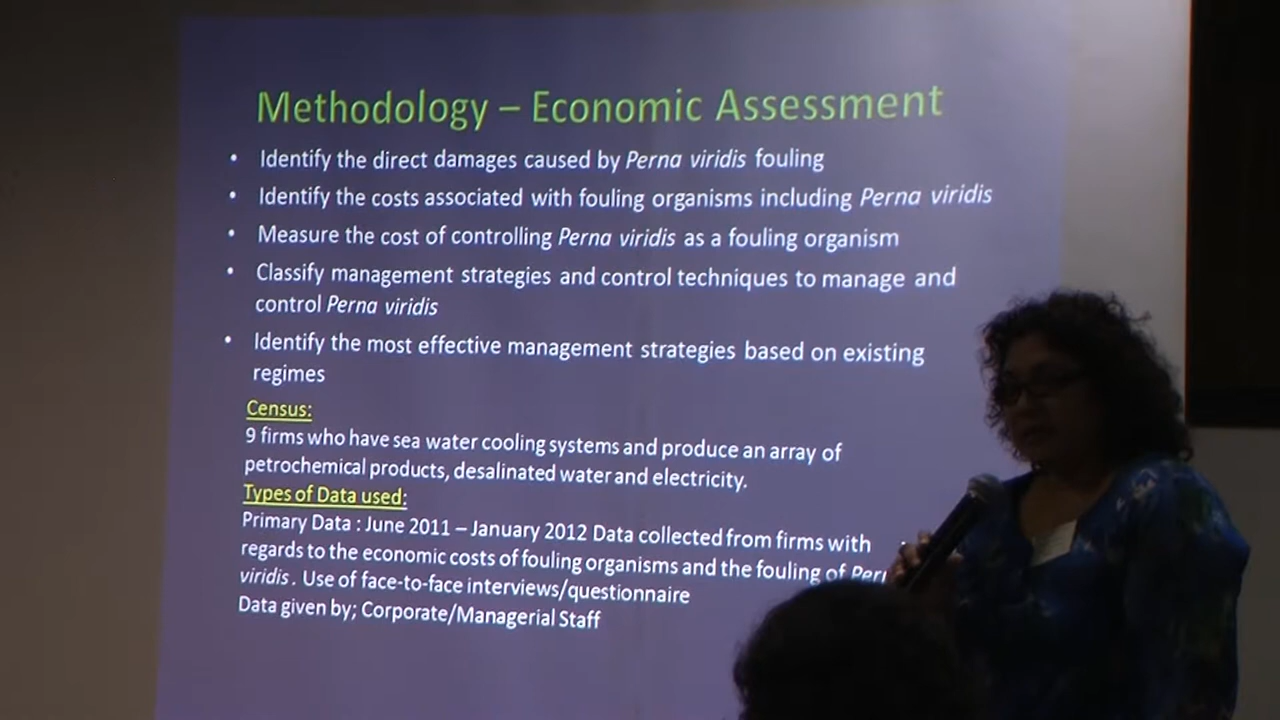 Methodology – Economic Assessment
• Identify the direct damages caused by Perna viridis fouling
• Identify the costs associated with fouling organisms including Perna viridis
• Measure the cost of controlling Perna viridis as a fouling organism
• Classify management strategies and control techniques to manage and
control Perna viridis
• Identify the most effective management strategies based on existing
regimes
Census:
9 firms who have sea water cooling systems and produce an array of
petrochemical products, desalinated water and electricity.
Types of Data used:
Primary Data : June 2011 – January 2012 Data collected from firms with
regards to the economic costs of fouling organisms and the fouling of
viridis. Use of face-to-face interviews/questionnaire
Data given by; Corporate/Managerial Staff